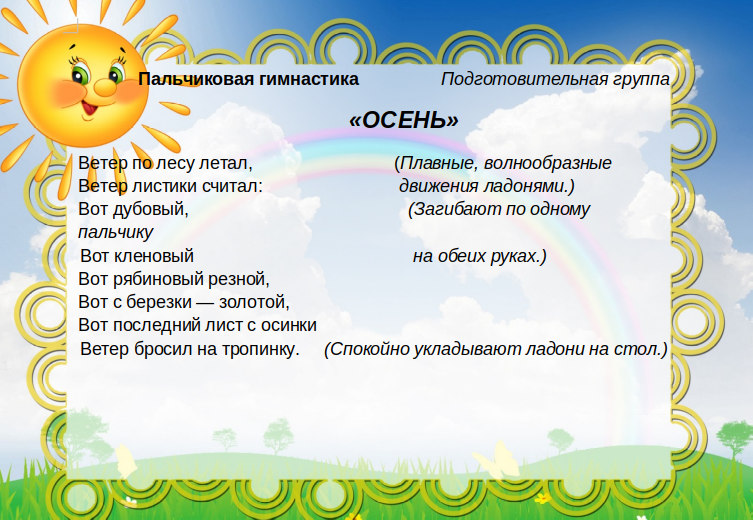 Пальчиковая гимнастика Подготовительная группа
«ОСЕНЬ»
Ветер по лесу летал, (Плавные, волнообразные
Ветер листики считал: движения ладонями.)
Вот дубовый, (Загибают по одному
пальчику
Вот кленовый на обеих руках.)
Вот рябиновый резной,
Вот с березки — золотой,
Вот последний лист с осинки
Ветер бросил на тропинку. (Спокойно укладывают ладони на стол.)